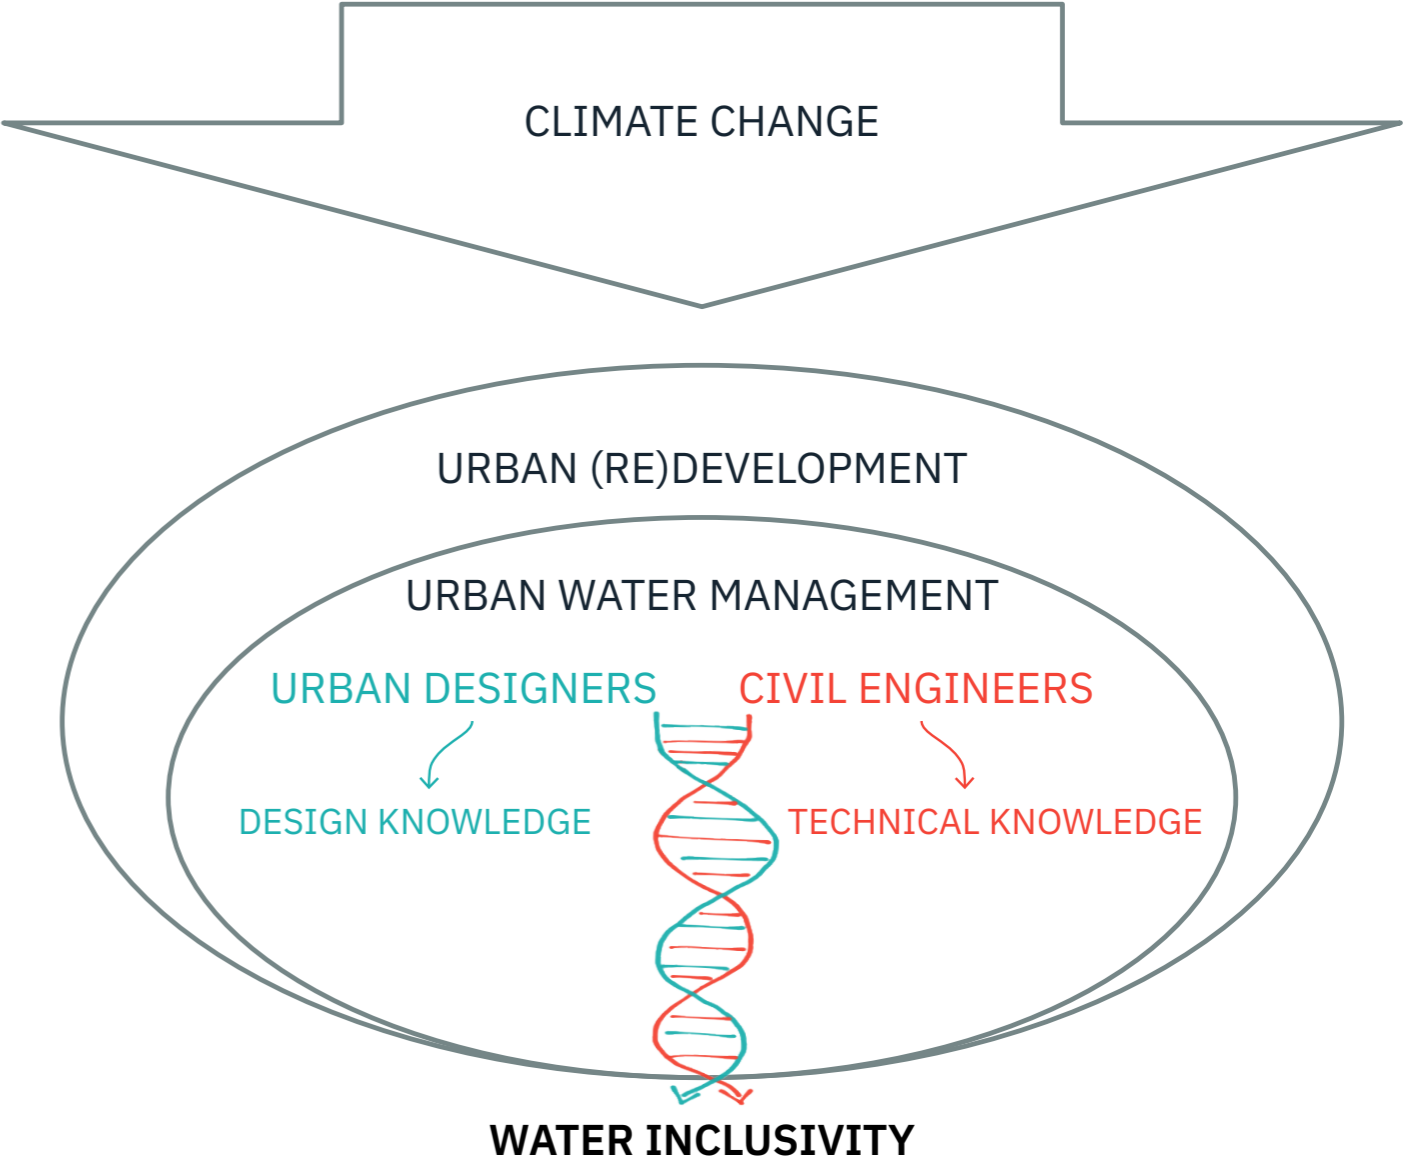 CLIMATE CHANGE
URBAN (RE)DEVELOPMENT
URBAN WATER MANAGEMENT
URBAN DESIGNERS
CIVIL ENGINEERS
DESIGN KNOWLEDGE
TECHNICAL KNOWLEDGE
WATER INCLUSIVITY